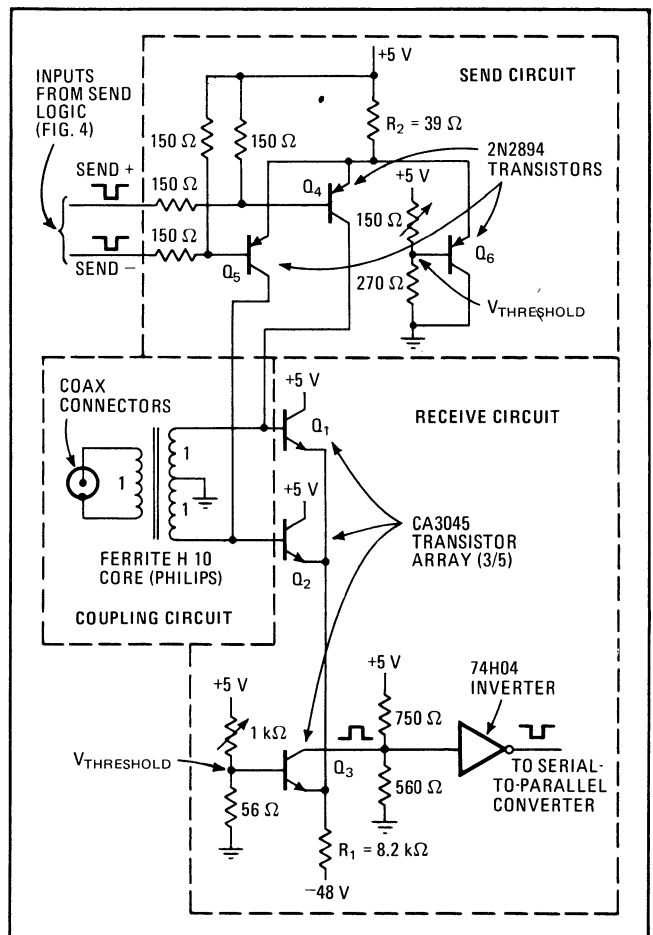 +5 V
SEND CIRCUIT
INPUTS
FROM SEND
LOGIC
(FIG. 4)
150 Ω
150 Ω
R2 = 39 Ω
2N2894
TRANSISTORS
SEND +
150 Ω
Q4
+5 V
150 Ω
150 Ω
SEND −
Q5
Q6
270 Ω
VTHRESHOLD
COAX
CONNECTORS
+5 V
RECEIVE CIRCUIT
Q1
1
1
1
+5 V
CA3045
TRANSISTOR
ARRAY (3/5)
FERRITE H 10
CORE (PHILIPS)
Q2
COUPLING CIRCUIT
+5 V
+5 V
74H04
INVERTER
1 kΩ
750 Ω
VTHRESHOLD
Q3
56 Ω
560 Ω
TO SERIAL-
TO-PARALLEL
CONVERTER
R1 = 8.2 kΩ
−48 V